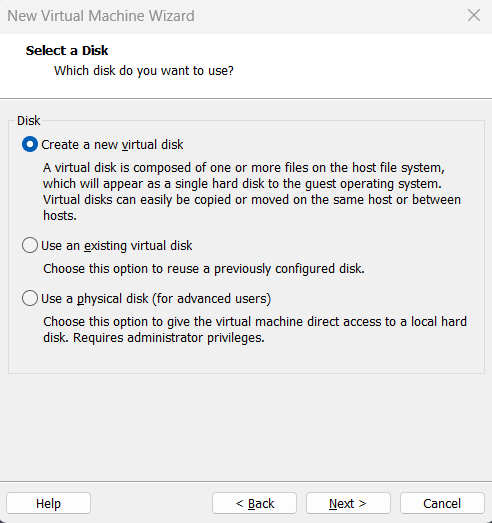 New Virtual Machine Wizard
Select a Disk
Which disk do you want to use?
Disk
Create a new virtual disk
A virtual disk is composed of one or more files on the host file system,
which will appear as a single hard disk to the guest operating system.
Virtual disks can easily be copied or moved on the same host or between
hosts.
Use an existing virtual disk
Choose this option to reuse a previously configured disk.
Use a physical disk (for advanced users)
Choose this option to give the virtual machine direct access to a local hard
disk. Requires administrator privileges.
Help < Back Next > Cancel